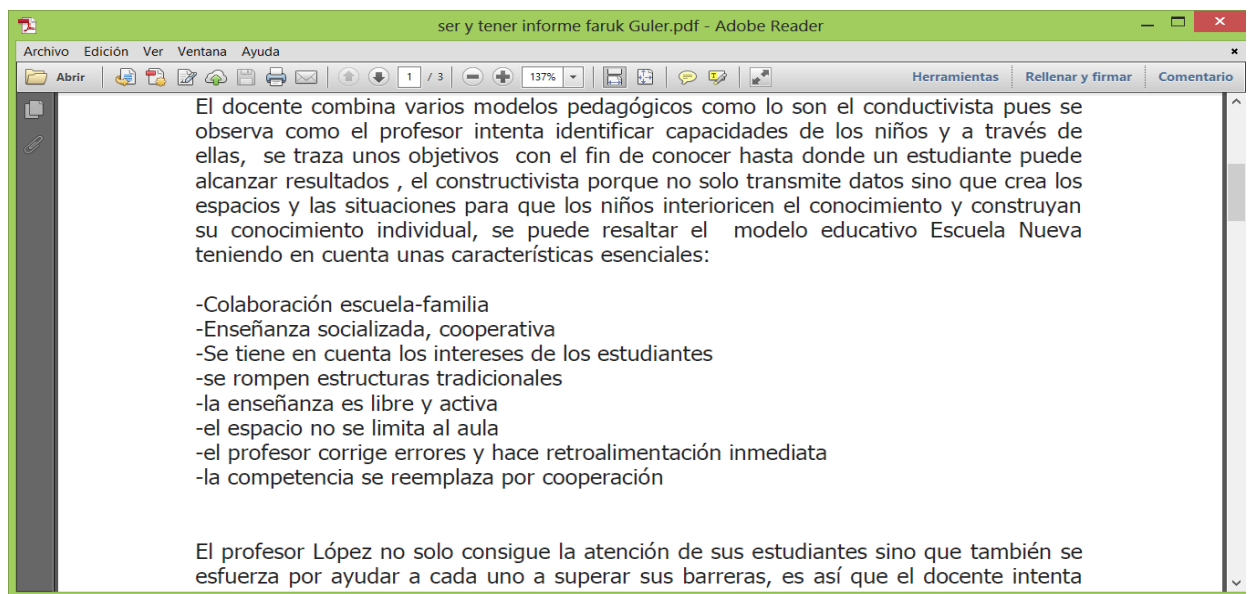 ser y tener informe faruk Guler.pdf - Adobe Reader
Archivo Edición Ver Ventana Ayuda
Abrir 1 / 3 137% Herramientas Rellenar y firmar Comentario
El docente combina varios modelos pedagógicos como lo son el conductivista pues se
observa como el profesor intenta identificar capacidades de los niños y a través de
ellas, se traza unos objetivos con el fin de conocer hasta donde un estudiante puede
alcanzar resultados , el constructivista porque no solo transmite datos sino que crea los
espacios y las situaciones para que los niños interioricen el conocimiento y construyan
su conocimiento individual, se puede resaltar el modelo educativo Escuela Nueva
teniendo en cuenta unas características esenciales:
-Colaboración escuela-familia
-Enseñanza socializada, cooperativa
-Se tiene en cuenta los intereses de los estudiantes
-se rompen estructuras tradicionales
-la enseñanza es libre y activa
-el espacio no se limita al aula
-el profesor corrige errores y hace retroalimentación inmediata
-la competencia se reemplaza por cooperación
El profesor López no solo consigue la atención de sus estudiantes sino que también se
esfuerza por ayudar a cada uno a superar sus barreras, es así que el docente intenta